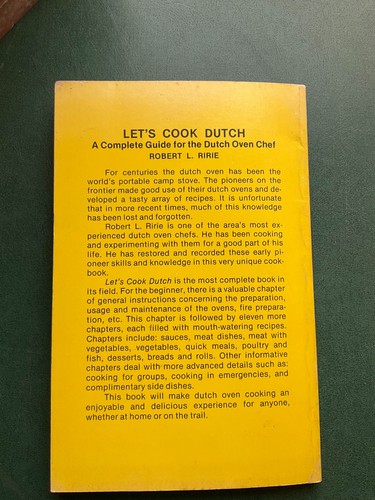 LET'S COOK DUTCH
A Complete Guide for the Dutch Oven Chef
ROBERT L. RIRIE
For centuries the dutch oven has been the
world's portable camp stove. The pioneers on the
frontier made good use of their dutch ovens and de-
veloped a tasty array of recipes. It is unfortunate
that in more recent times, much of this knowledge
has been lost and forgotten.
Robert L. Ririe is one of the area's most ex-
perienced dutch oven chefs. He has been cooking
and experimenting with them for a good part of his
life. He has restored and recorded these early pi-
oneer skills and knowledge in this very unique cook-
book.
Let's Cook Dutch is the most complete book in
its field. For the beginner, there is a valuable chapter
of general instructions concerning the preparation,
usage and maintenance of the ovens, fire prepara-
tion, etc. This chapter is followed by eleven more
chapters, each filled with mouth-watering recipes.
Chapters include: sauces, meat dishes, meat with
vegetables, vegetables, quick meals, poultry and
fish, desserts, breads and rolls. Other informative
chapters deal with more advanced details such as:
cooking for groups, cooking in emergencies, and
complimentary side dishes.
This book will make dutch oven cooking an
enjoyable and delicious experience for anyone,
whether at home or on the trail.